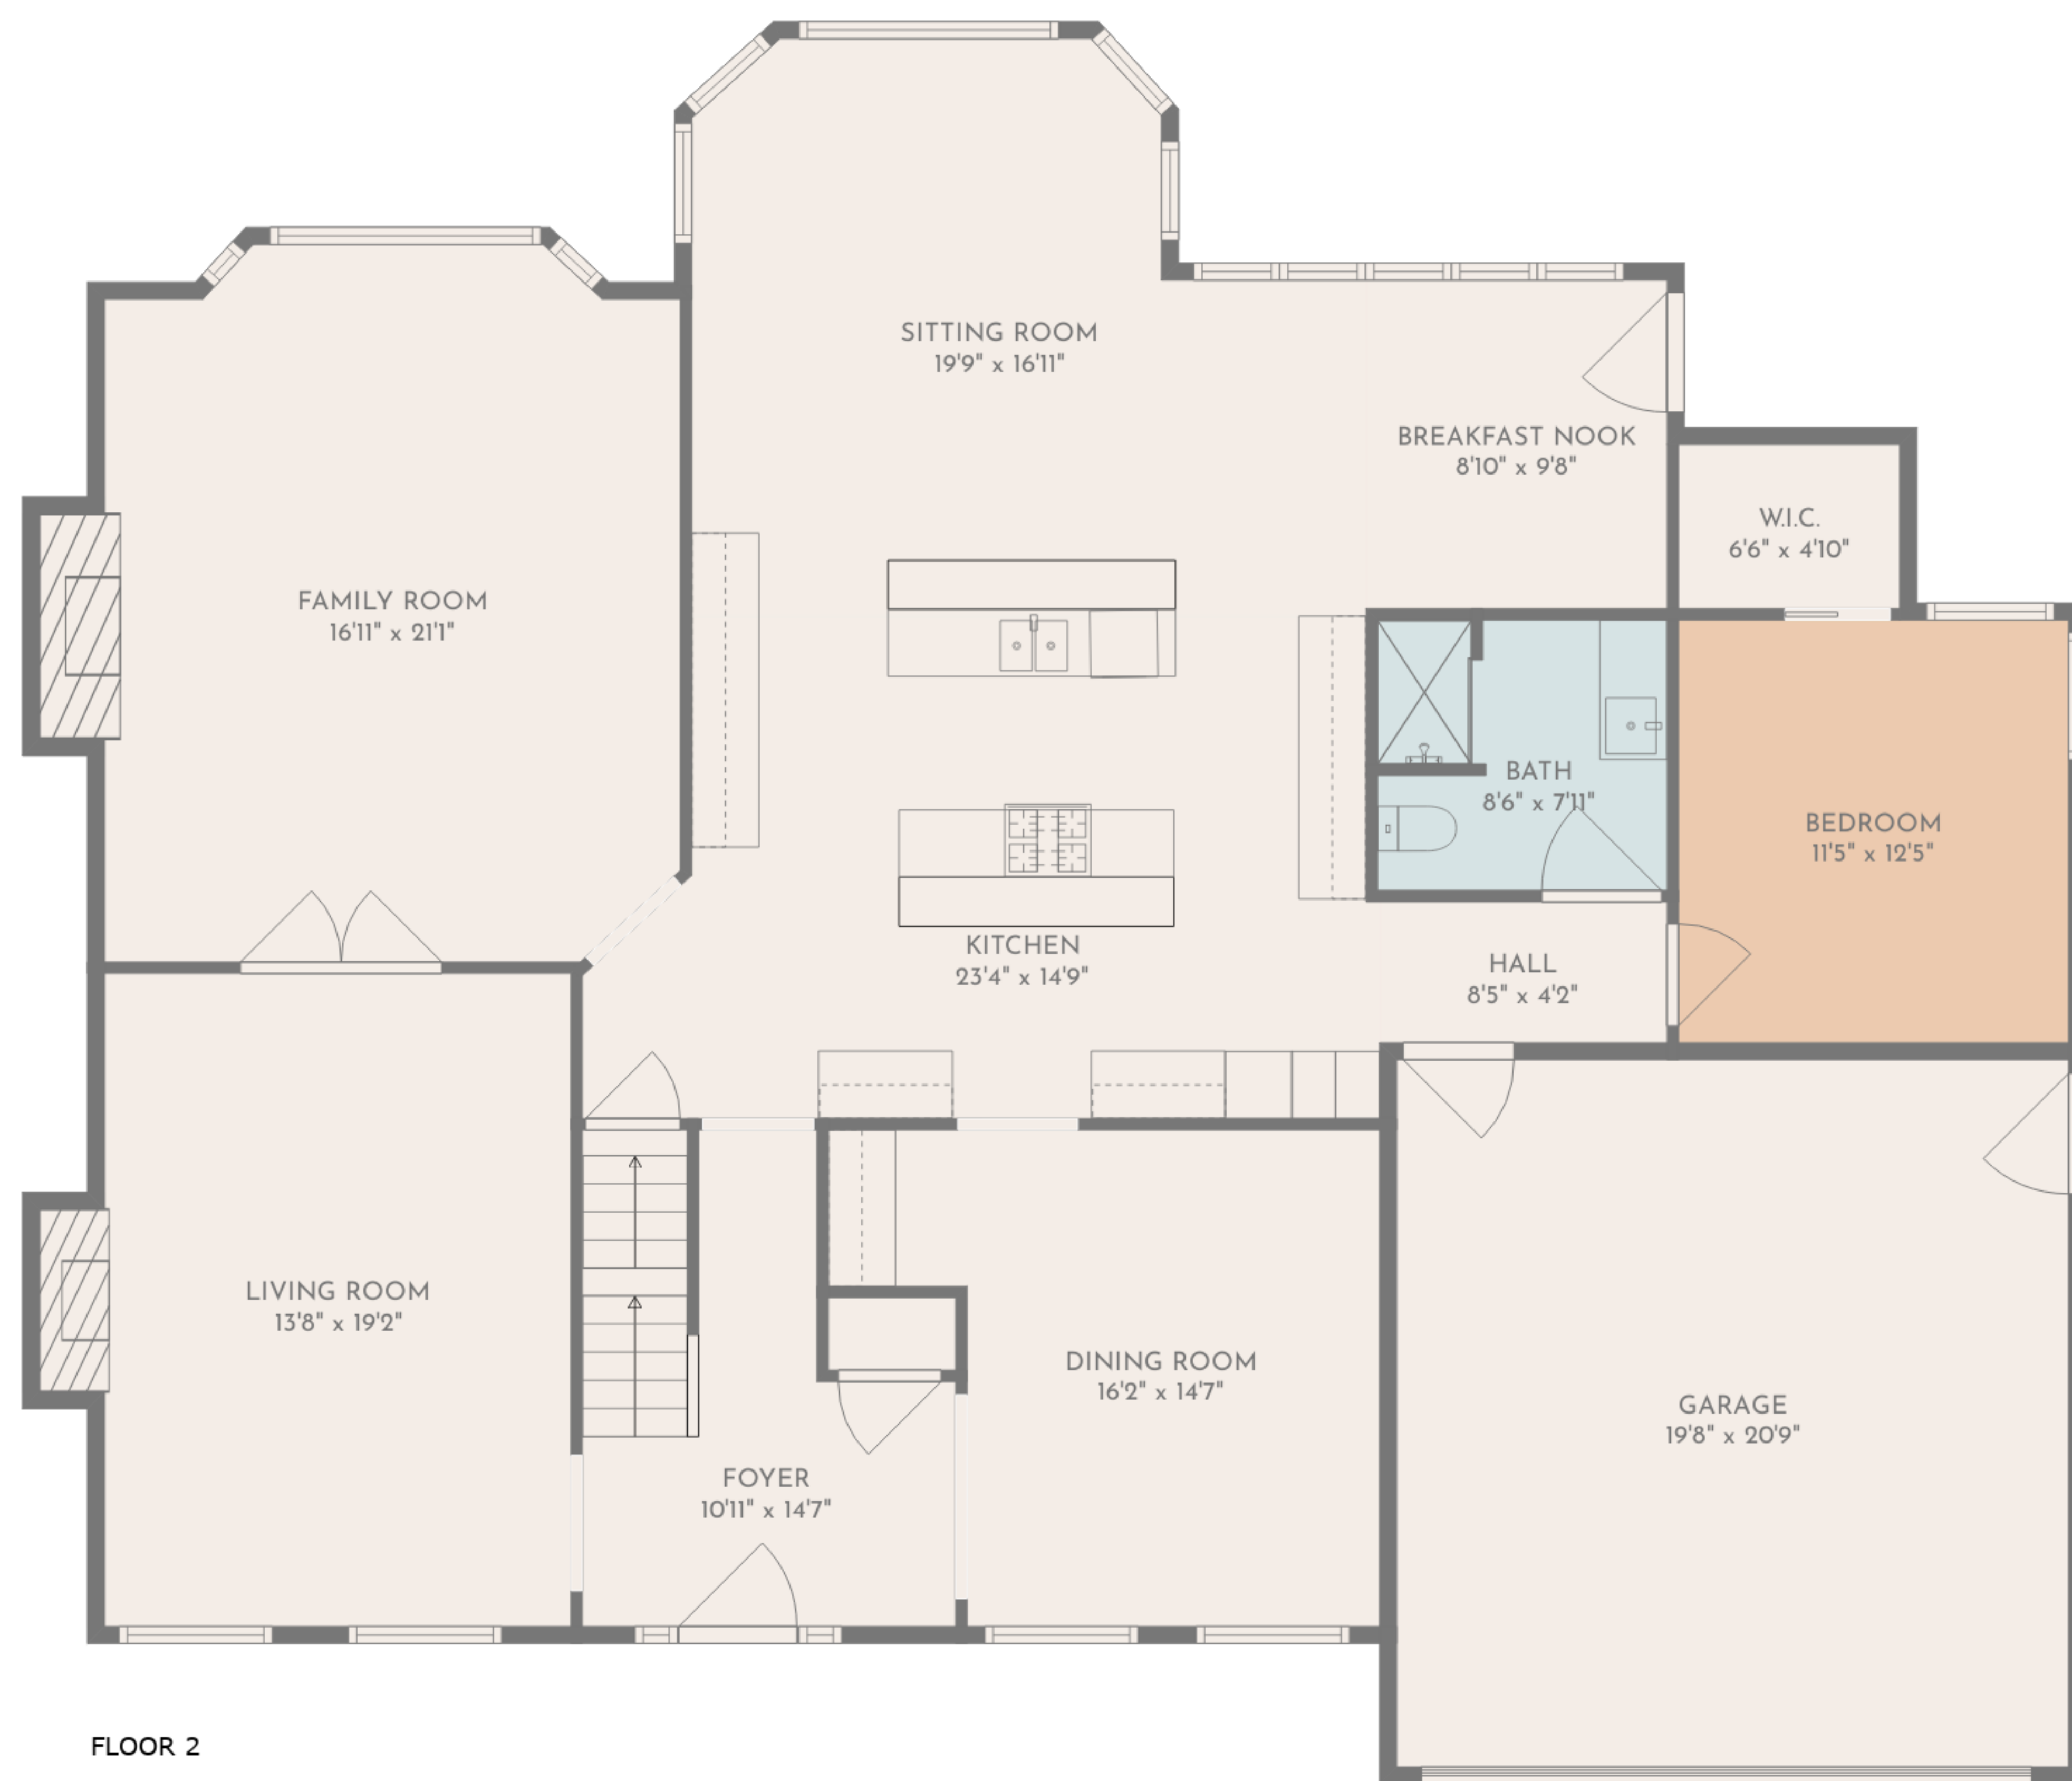 SITTING ROOM
19'9" x 16'11"
BREAKFAST NOOK
8'10" x 9'8"
W.I.C.
6'6" x 4'10"
FAMILY ROOM
16'11" x 21'1"
BATH
8'6" x 7'11"
BEDROOM
11'5" x 12'5"
KITCHEN
23'4" x 14'9"
HALL
8'5" x 4'2"
LIVING ROOM
13'8" x 19'2"
DINING ROOM
16'2" x 14'7"
GARAGE
19'8" x 20'9"
FOYER
10'11" x 14'7"
FLOOR 2